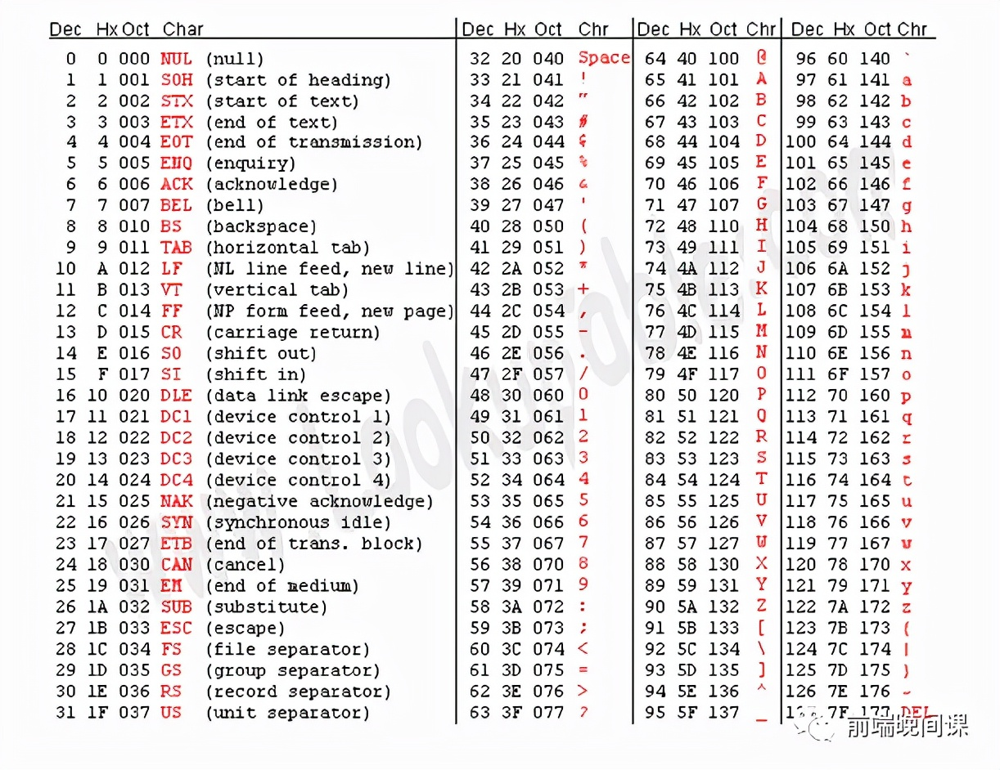 Dec Hx Oct Char Dec Hx Oct Chr Dec Hx Oct Chr Dec Hx Oct Chr
0 0 000 NUL (null) 32 20 040 Space 64 40 100 @ 96 60 140 `
1 1 001 SOH (start of heading) 33 21 041 ! 65 41 101 A 97 61 141 a
2 2 002 STX (start of text) 34 22 042 " 66 42 102 B 98 62 142 b
3 3 003 ETX (end of text) 35 23 043 # 67 43 103 C 99 63 143 c
4 4 004 EOT (end of transmission) 36 24 044 $ 68 44 104 D 100 64 144 d
5 5 005 ENQ (enquiry) 37 25 045 % 69 45 105 E 101 65 145 e
6 6 006 ACK (acknowledge) 38 26 046 & 70 46 106 F 102 66 146 f
7 7 007 BEL (bell) 39 27 047 ' 71 47 107 G 103 67 147 g
8 8 010 BS (backspace) 40 28 050 ( 72 48 110 H 104 68 150 h
9 9 011 TAB (horizontal tab) 41 29 051 ) 73 49 111 I 105 69 151 i
10 A 012 LF (NL line feed, new line) 42 2A 052 * 74 4A 112 J 106 6A 152 j
11 B 013 VT (vertical tab) 43 2B 053 + 75 4B 113 K 107 6B 153 k
12 C 014 FF (NP form feed, new page) 44 2C 054 , 76 4C 114 L 108 6C 154 l
13 D 015 CR (carriage return) 45 2D 055 - 77 4D 115 M 109 6D 155 m
14 E 016 SO (shift out) 46 2E 056 . 78 4E 116 N 110 6E 156 n
15 F 017 SI (shift in) 47 2F 057 / 79 4F 117 O 111 6F 157 o
16 10 020 DLE (data link escape) 48 30 060 0 80 50 120 P 112 70 160 p
17 11 021 DC1 (device control 1) 49 31 061 1 81 51 121 Q 113 71 161 q
18 12 022 DC2 (device control 2) 50 32 062 2 82 52 122 R 114 72 162 r
19 13 023 DC3 (device control 3) 51 33 063 3 83 53 123 S 115 73 163 s
20 14 024 DC4 (device control 4) 52 34 064 4 84 54 124 T 116 74 164 t
21 15 025 NAK (negative acknowledge) 53 35 065 5 85 55 125 U 117 75 165 u
22 16 026 SYN (synchronous idle) 54 36 066 6 86 56 126 V 118 76 166 v
23 17 027 ETB (end of trans. block) 55 37 067 7 87 57 127 W 119 77 167 w
24 18 030 CAN (cancel) 56 38 070 8 88 58 130 X 120 78 170 x
25 19 031 EM (end of medium) 57 39 071 9 89 59 131 Y 121 79 171 y
26 1A 032 SUB (substitute) 58 3A 072 : 90 5A 132 Z 122 7A 172 z
27 1B 033 ESC (escape) 59 3B 073 ; 91 5B 133 [ 123 7B 173 {
28 1C 034 FS (file separator) 60 3C 074 < 92 5C 134 \ 124 7C 174 |
29 1D 035 GS (group separator) 61 3D 075 = 93 5D 135 ] 125 7D 175 }
30 1E 036 RS (record separator) 62 3E 076 > 94 5E 136 ^ 126 7E 176 ~
31 1F 037 US (unit separator) 63 3F 077 ? 95 5F 137 _ 127 7F 177 DEL
前端晚间课